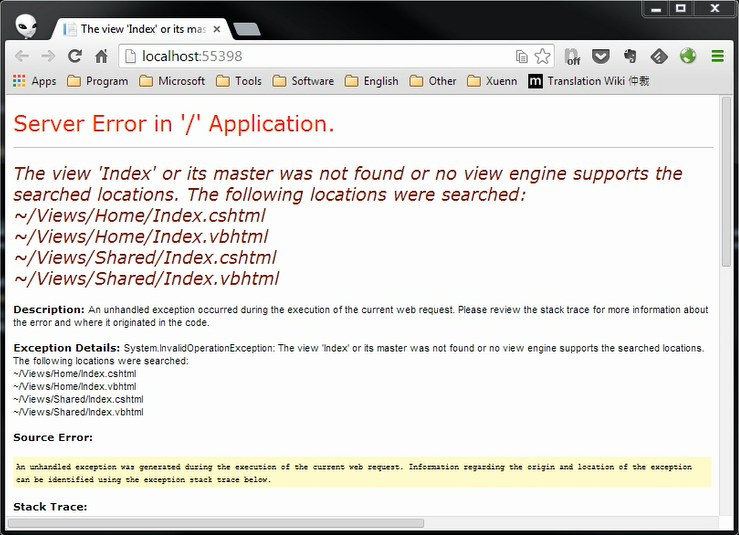 The view 'Index' or its mas
localhost:55398
off
Apps Program Microsoft Tools Software English Other Xuenn m Translation Wiki 仲裁
Server Error in '/' Application.
The view 'Index' or its master was not found or no view engine supports the
searched locations. The following locations were searched:
~/Views/Home/Index.cshtml
~/Views/Home/Index.vbhtml
~/Views/Shared/Index.cshtml
~/Views/Shared/Index.vbhtml
Description: An unhandled exception occurred during the execution of the current web request. Please review the stack trace for more information about
the error and where it originated in the code.
Exception Details: System.InvalidOperationException: The view 'Index' or its master was not found or no view engine supports the searched locations.
The following locations were searched:
~/Views/Home/Index.cshtml
~/Views/Home/Index.vbhtml
~/Views/Shared/Index.cshtml
~/Views/Shared/Index.vbhtml
Source Error:
An unhandled exception was generated during the execution of the current web request. Information regarding the origin and location of the exception
can be identified using the exception stack trace below.
Stack Trace: